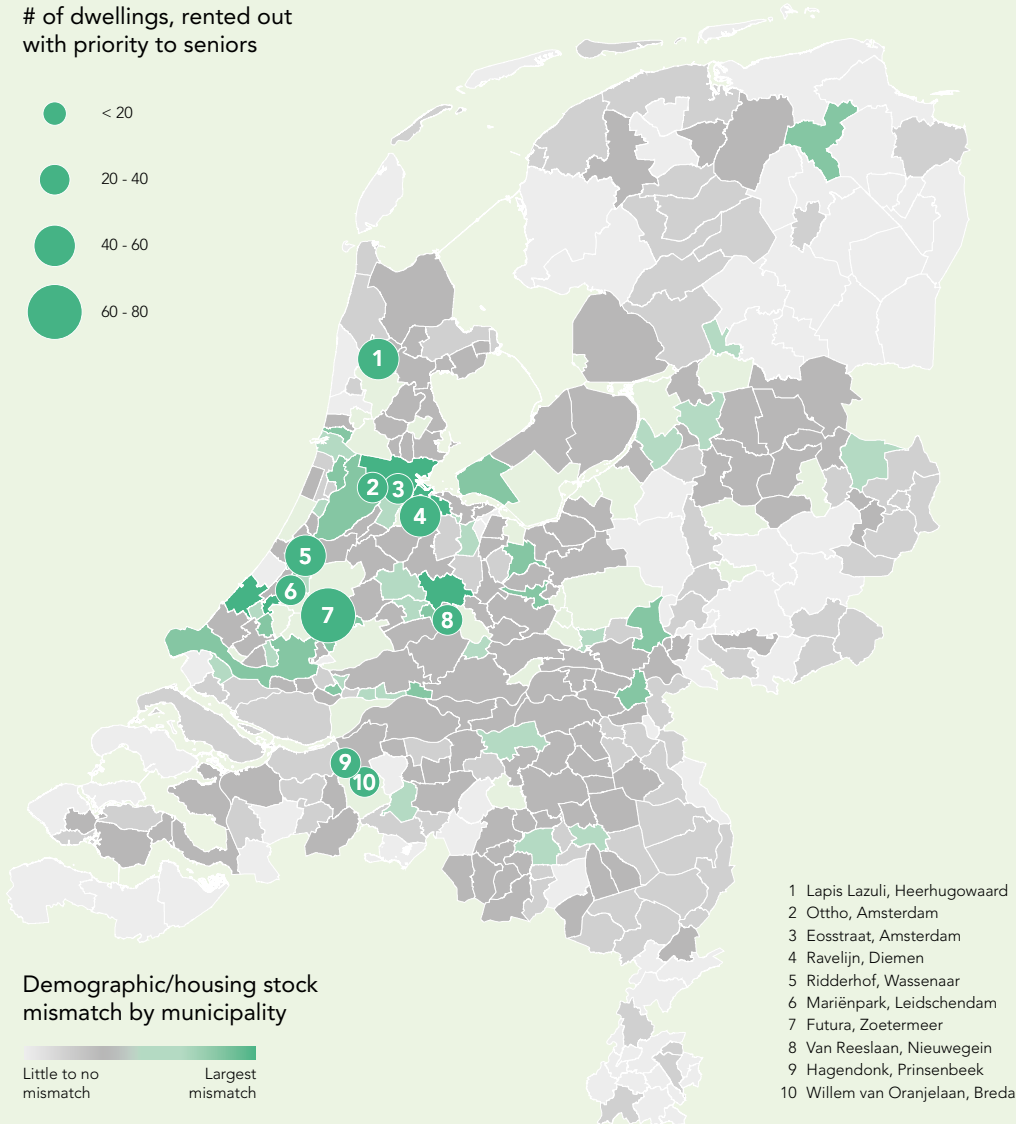 # of dwellings, rented out
with priority to seniors
< 20
20 - 40
40 - 60
60 - 80
1
2
3
4
5
6
7
8
9
10
Demographic/housing stock
mismatch by municipality
Little to no
mismatch
Largest
mismatch
1 Lapis Lazuli, Heerhugowaard
2 Ottho, Amsterdam
3 Eosstraat, Amsterdam
4 Ravelijn, Diemen
5 Ridderhof, Wassenaar
6 Mariënpark, Leidschendam
7 Futura, Zoetermeer
8 Van Reeslaan, Nieuwegein
9 Hagendonk, Prinsenbeek
10 Willem van Oranjelaan, Breda